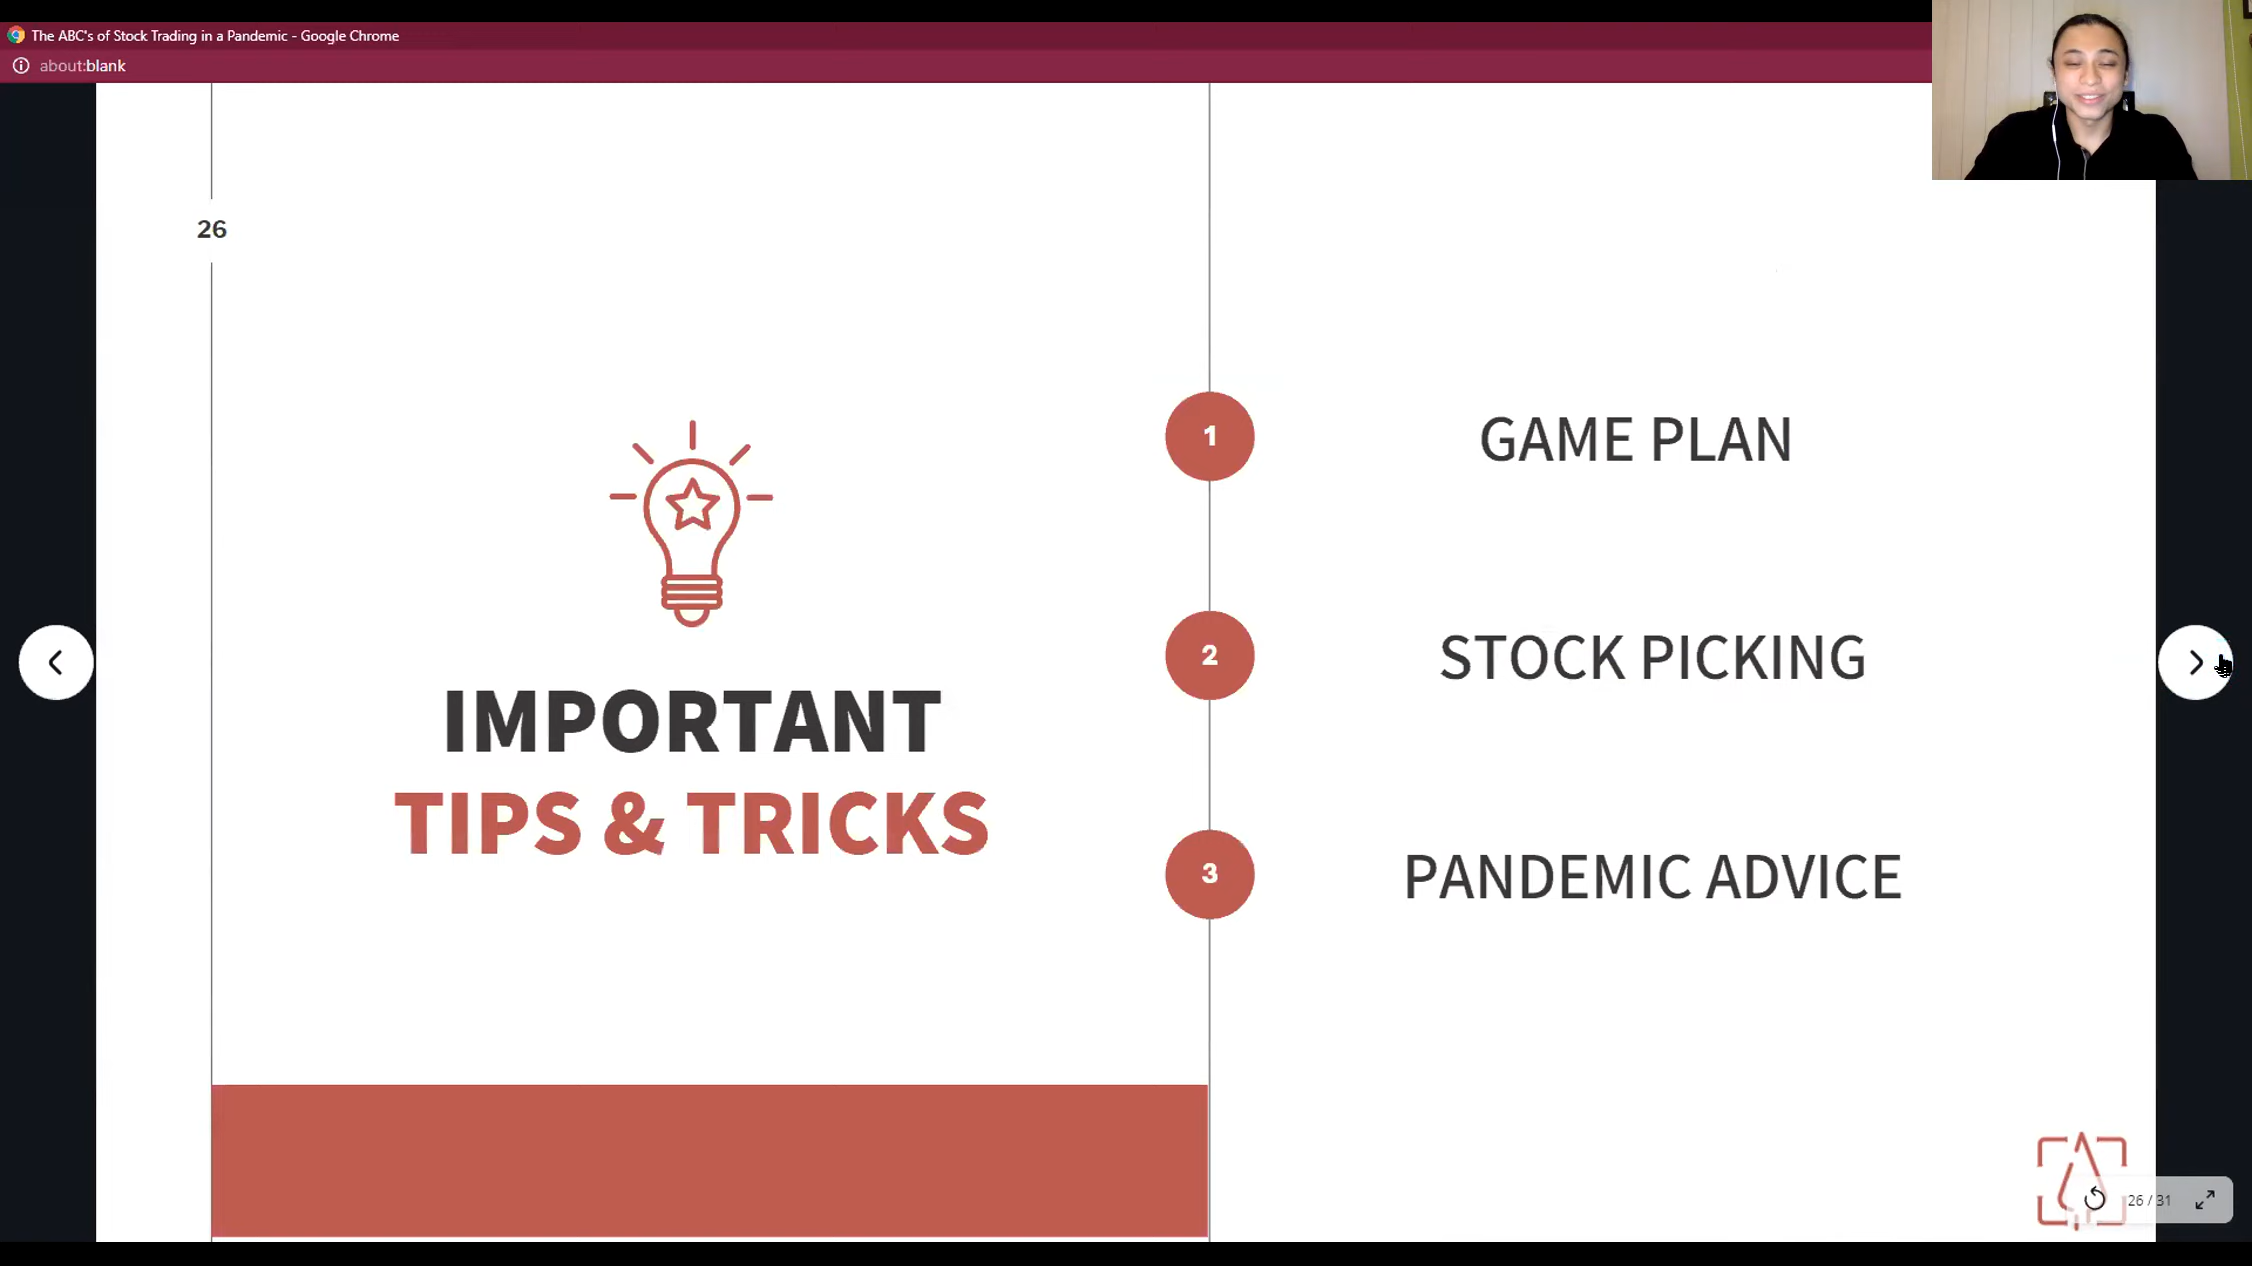 The ABC's of Stock Trading in a Pandemic - Google Chrome
about:blank
26
IMPORTANT
TIPS & TRICKS
1
GAME PLAN
2
STOCK PICKING
3
PANDEMIC ADVICE
26 / 31